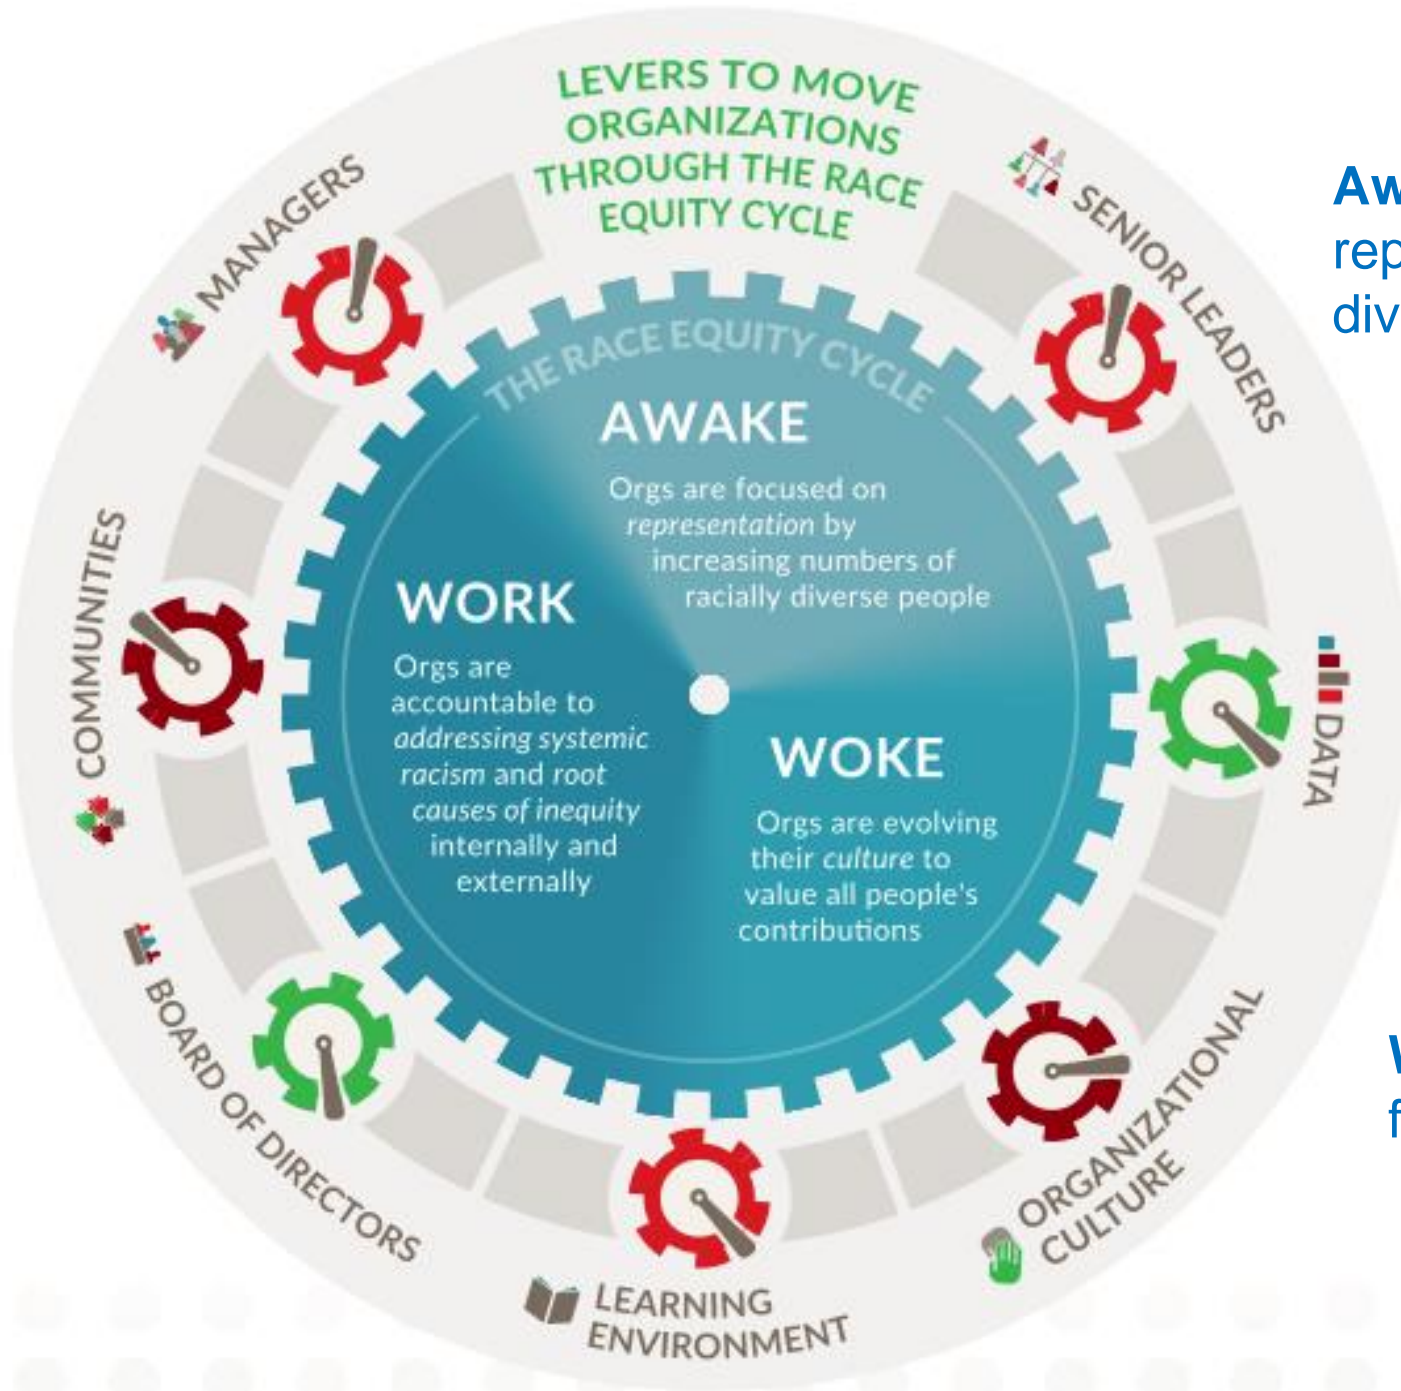 LEVERS TO MOVE
ORGANIZATIONS
THROUGH THE RACE
EQUITY CYCLE
SENIOR LEADERS
DATA
ORGANIZATIONAL
CULTURE
LEARNING
ENVIRONMENT
BOARD OF DIRECTORS
COMMUNITIES
MANAGERS
THE RACE EQUITY CYCLE
AWAKE
Orgs are focused on
representation by
increasing numbers of
racially diverse people
WOKE
Orgs are evolving
their culture to
value all people's
contributions
WORK
Orgs are
accountable to
addressing systemic
racism and root
causes of inequity
internally and
externally